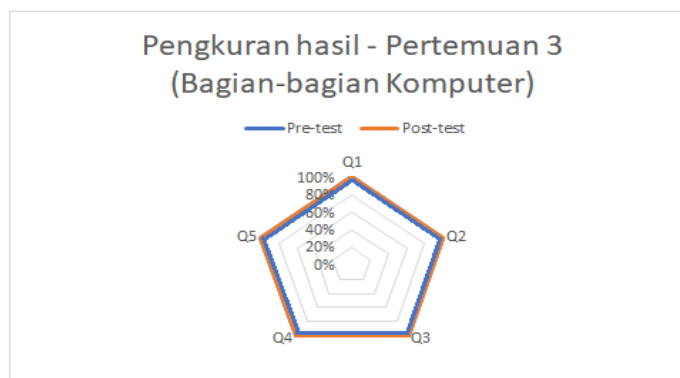 Pengkuran hasil - Pertemuan 3
(Bagian-bagian Komputer)
Pre-test Post-test
Q1
100%
80%
60%
40%
20%
0%
Q5 Q2
Q4 Q3